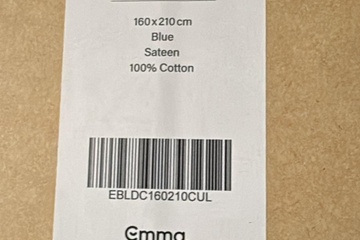 160x210cm
Blue
Sateen
100% Cotton
EBLDC160210CUL
Emma